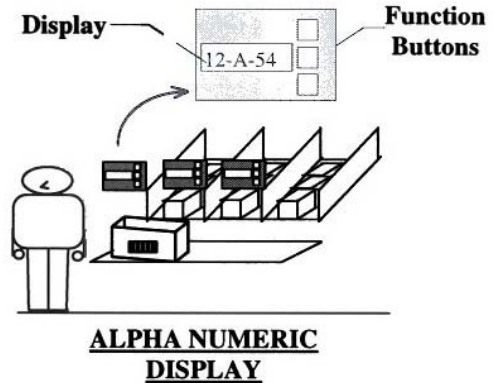 Display
Function
Buttons
12-A-54
ALPHA NUMERIC
DISPLAY